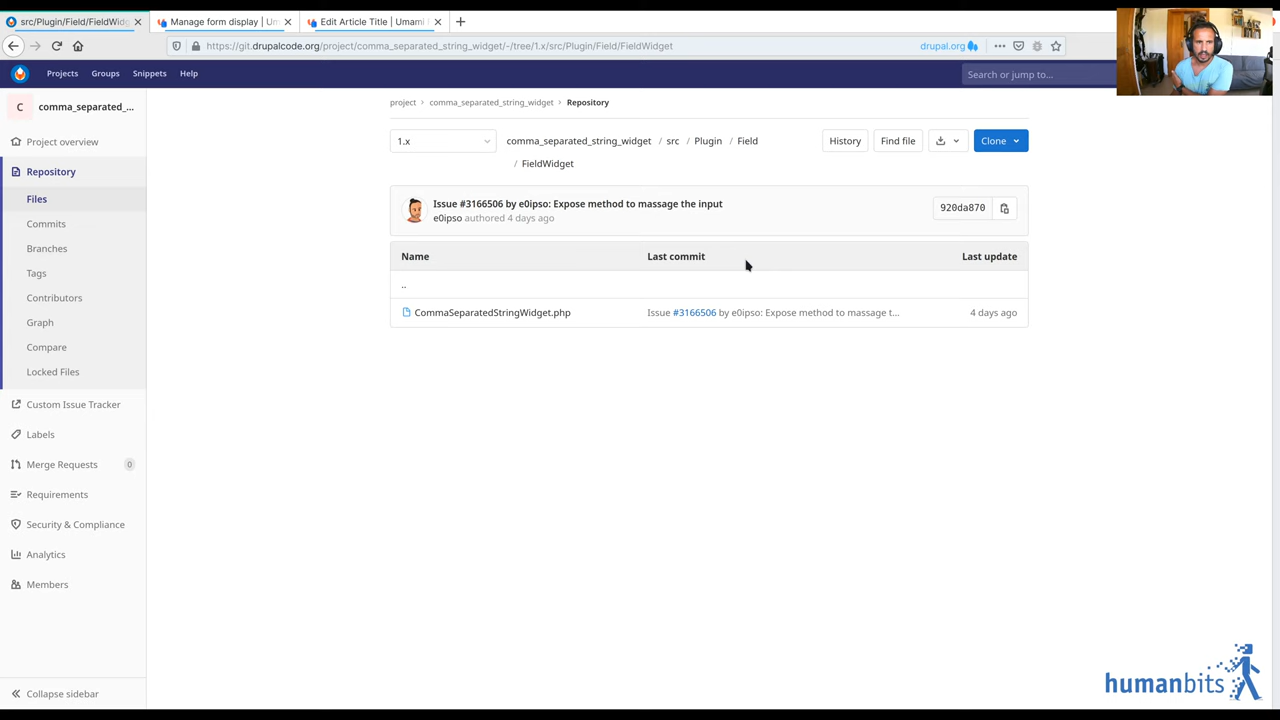 src/Plugin/Field/FieldWidg
Manage form display | Um
Edit Article Title | Umami
https://git.drupalcode.org/project/comma_separated_string_widget/-/tree/1.x/src/Plugin/Field/FieldWidget
drupal.org
Projects
Groups
Snippets
Help
Search or jump to...
C
comma_separated_...
Project overview
Repository
Files
Commits
Branches
Tags
Contributors
Graph
Compare
Locked Files
Custom Issue Tracker
Labels
Merge Requests
0
Requirements
Security & Compliance
Analytics
Members
Collapse sidebar
project > comma_separated_string_widget > Repository
1.x
comma_separated_string_widget / src / Plugin / Field
/ FieldWidget
History
Find file
Clone
Issue #3166506 by e0ipso: Expose method to massage the input
e0ipso authored 4 days ago
920da870
Name Last commit Last update
..
CommaSeparatedStringWidget.php Issue #3166506 by e0ipso: Expose method to massage t... 4 days ago
humanbits